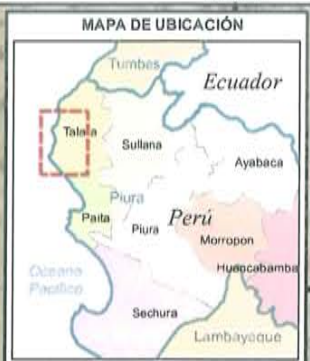 MAPA DE UBICACIÓN
Tumbes
Ecuador
Talara
Sullana
Ayabaca
Piura
Paita
Piura
Perú
Morropon
Huancabamba
Océano
Pacífico
Sechura
Lambayeque